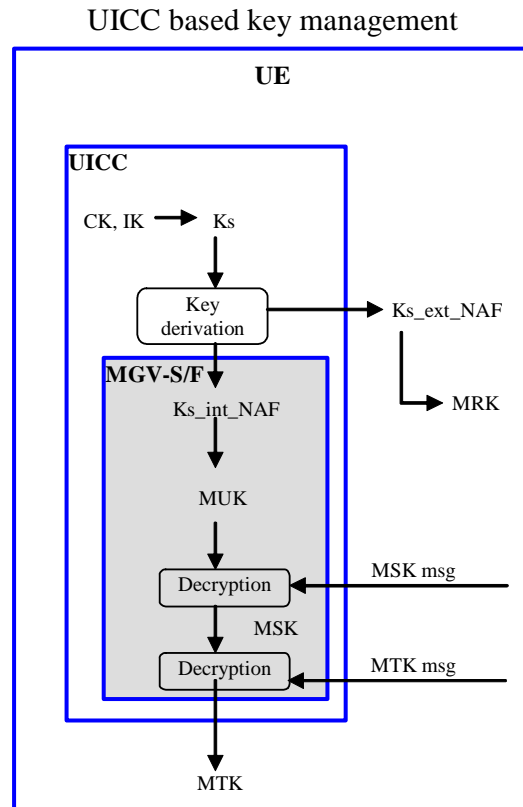 UICC based key management
UE
UICC
CK, IK
Ks
Key
derivation
Ks_ext_NAF
MGV-S/F
Ks_int_NAF
MRK
MUK
MSK msg
Decryption
MSK
MTK msg
Decryption
MTK